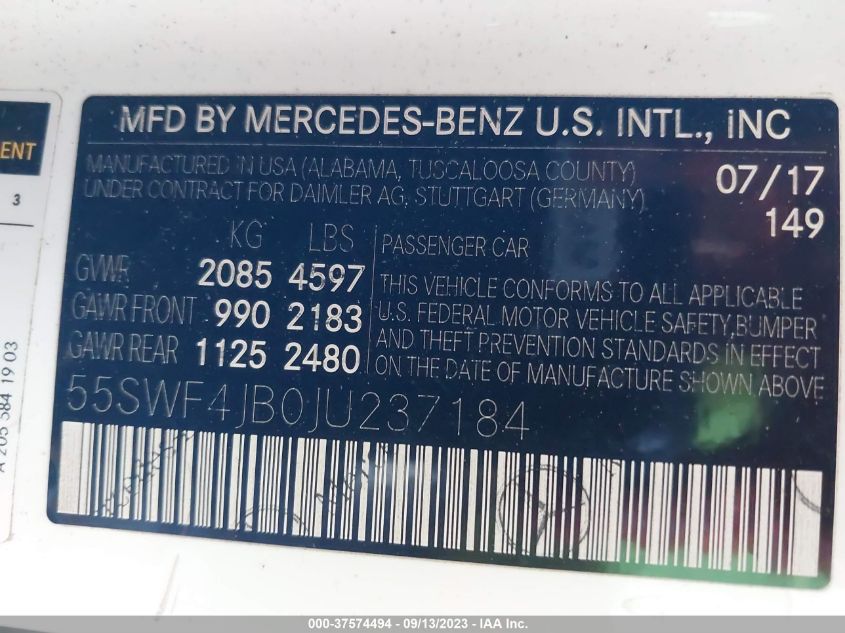 MFD BY MERCEDES-BENZ U.S. INTL., iNC
MANUFACTURED IN USA (ALABAMA, TUSCALOOSA COUNTY)
UNDER CONTRACT FOR DAIMLER AG, STUTTGART (GERMANY)
07/17
149
KG LBS
GVWR 2085 4597
GAWR FRONT 990 2183
GAWR REAR 1125 2480
PASSENGER CAR
THIS VEHICLE CONFORMS TO ALL APPLICABLE
U.S. FEDERAL MOTOR VEHICLE SAFETY,BUMPER
AND THEFT PREVENTION STANDARDS IN EFFECT
ON THE DATE OF MANUFACTURE SHOWN ABOVE
55SWF4JB0JU237184
ENT
3
A 205 584 19 03
000-37574494 - 09/13/2023 - IAA Inc.